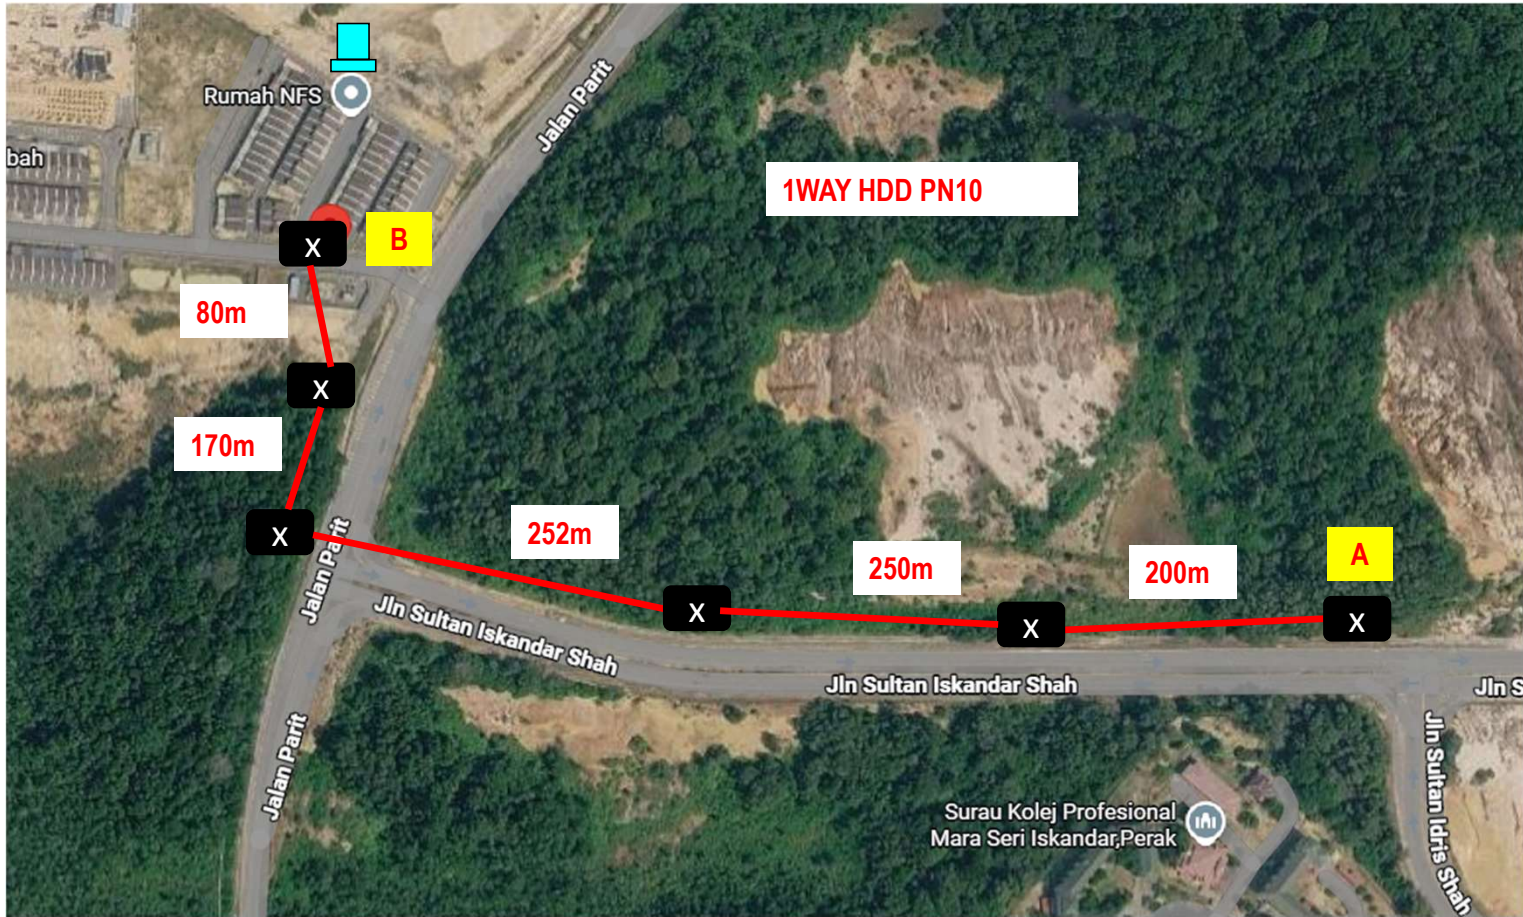 Rumah NFS
Jalan Parit
bah
1WAY HDD PN10
X
B
80m
X
170m
X
Jalan Parit
252m
250m
200m
A
X
X
X
Jln Sultan Iskandar Shah
Jln Sultan Iskandar Shah
Jln S
Jalan Parit
Jln Sultan Idris Shah
Surau Kolej Profesional
Mara Seri Iskandar,Perak